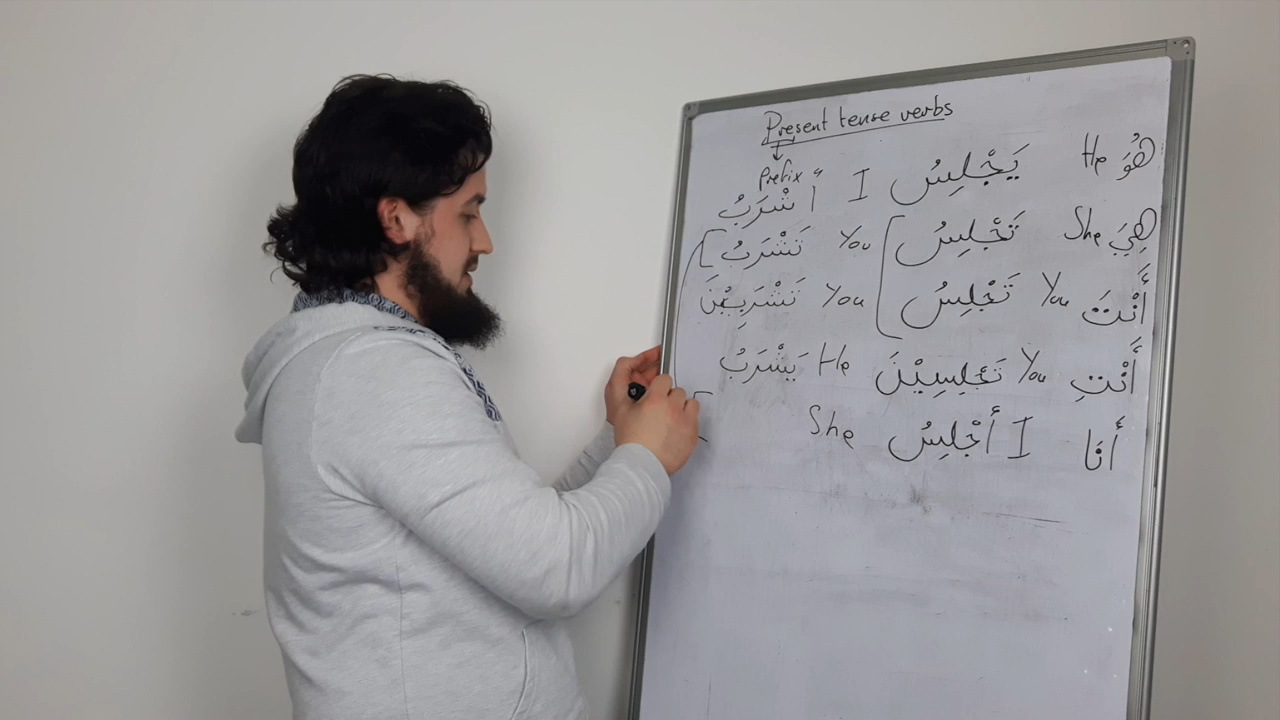 Present tense verbs
Prefix
هُوَ He يَجْلِسُ I أَشْرَبُ
هِيَ She تَجْلِسُ You تَشْرَبُ
أَنْتَ You تَجْلِسُ You تَشْرَبِيْنَ
أَنْتِ You تَجْلِسِيْنَ He يَشْرَبُ
أَنَا I أَجْلِسُ She